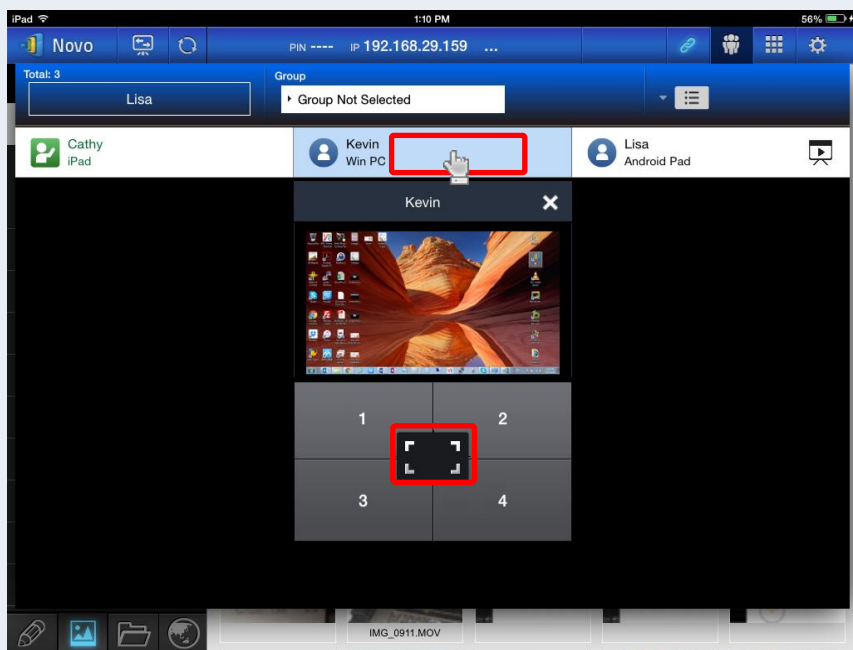 iPad 1:10 PM 56%
Novo PIN ---- IP 192.168.29.159 ...
Total: 3
Group
Lisa
Group Not Selected
Cathy
iPad
Kevin
Win PC
Lisa
Android Pad
Kevin
1 2
3 4
IMG_0911.MOV